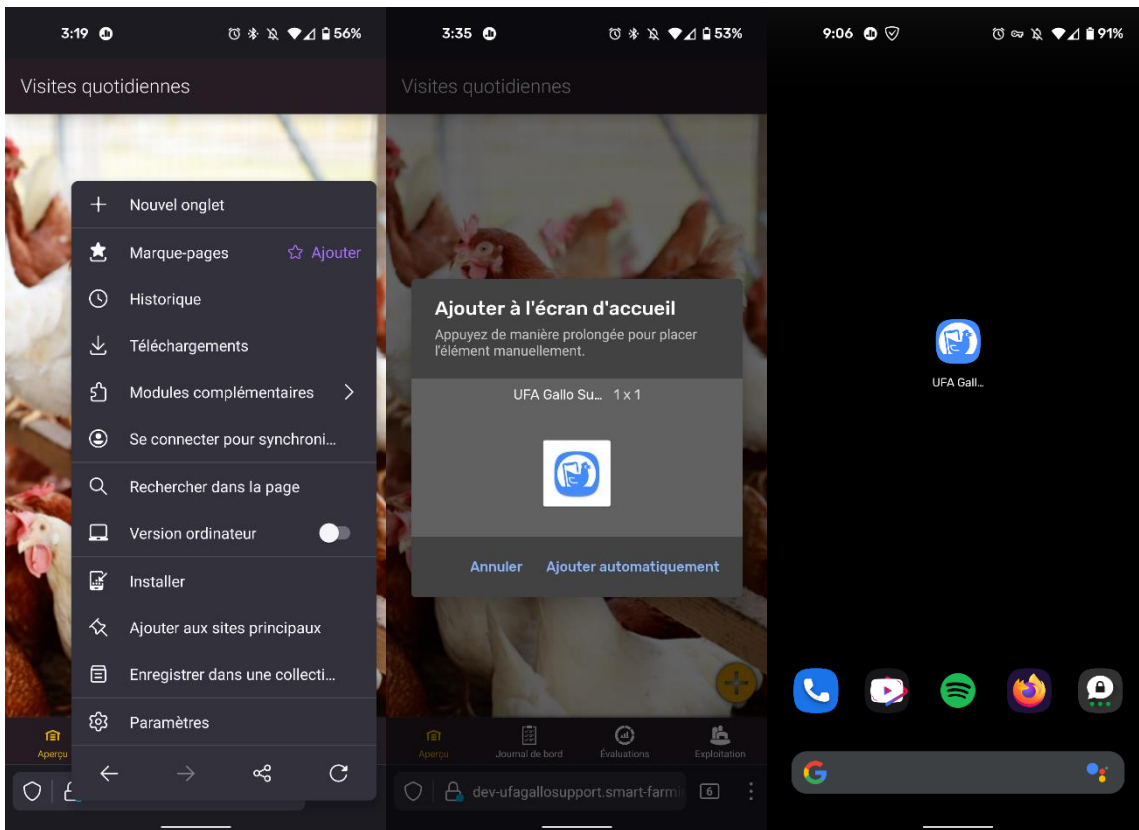 3:19
56%
Visites quotidiennes
Nouvel onglet
Marque-pages
Ajouter
Historique
Téléchargements
Modules complémentaires
Se connecter pour synchroni...
Rechercher dans la page
Version ordinateur
Installer
Ajouter aux sites principaux
Enregistrer dans une collecti...
Paramètres
Aperçu
3:35
53%
Visites quotidiennes
Ajouter à l'écran d'accueil
Appuyez de manière prolongée pour placer
l'élément manuellement.
UFA Gallo Su... 1 x 1
Annuler
Ajouter automatiquement
Aperçu
Journal de bord
Évaluations
Exploitation
dev-ufagallosupport.smart-farmi
6
9:06
91%
UFA Gall...